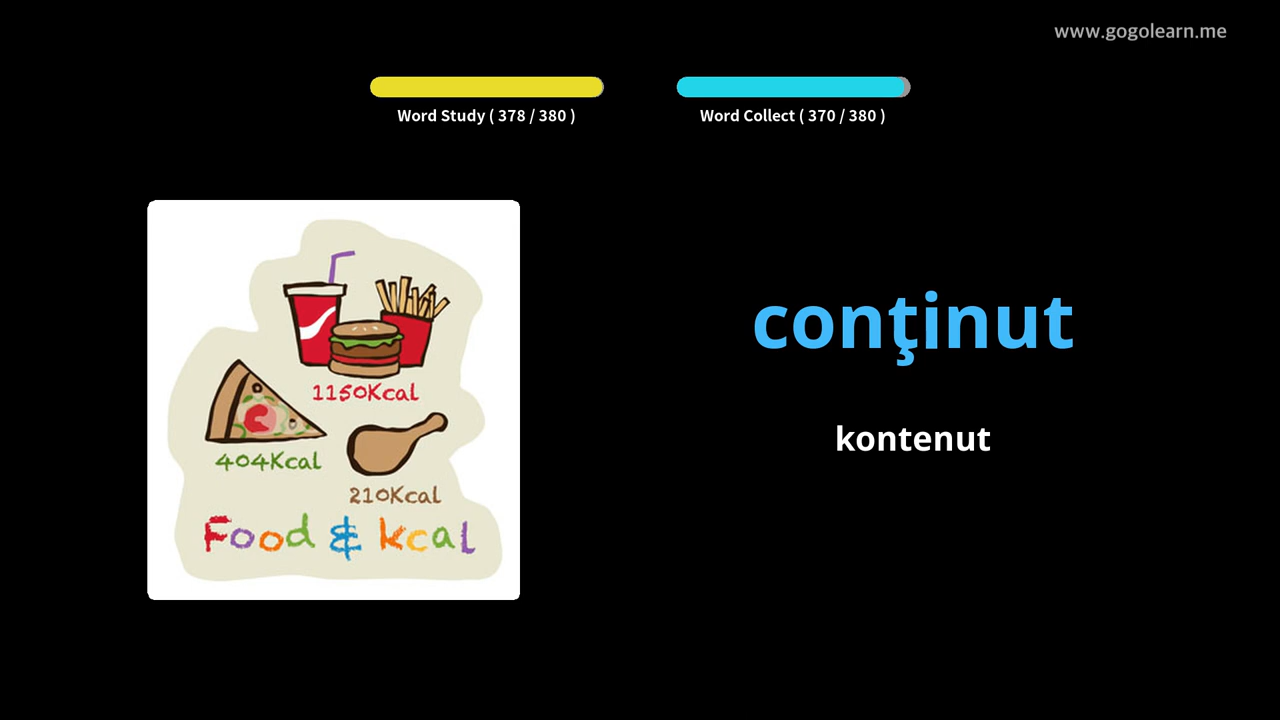 www.gogolearn.me
Word Study ( 378 / 380 )
Word Collect ( 370 / 380 )
1150Kcal
404Kcal
210Kcal
Food & kcal
conţinut
kontenut